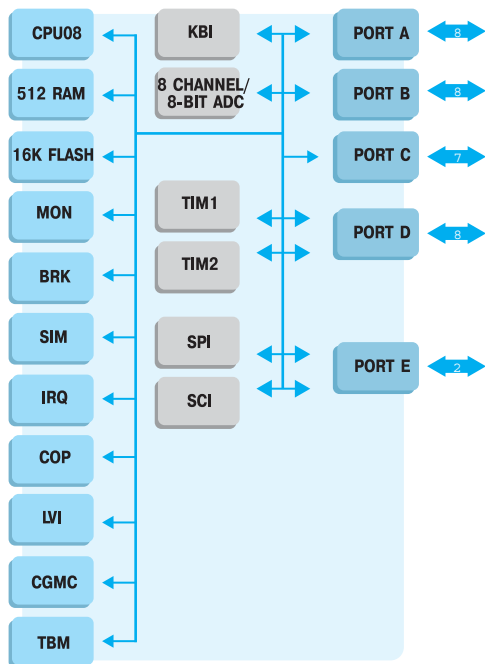 CPU08
512 RAM
16K FLASH
MON
BRK
SIM
IRQ
COP
LVI
CGMC
TBM
KBI
8 CHANNEL/
8-BIT ADC
TIM1
TIM2
SPI
SCI
PORT A
8
PORT B
8
PORT C
7
PORT D
8
PORT E
2